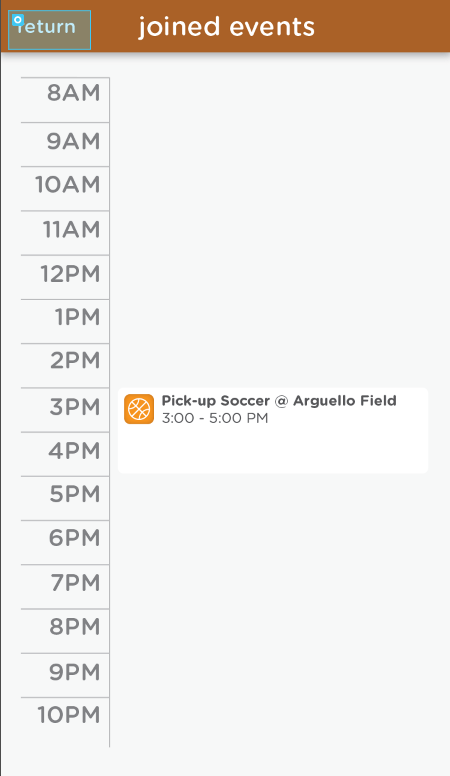 return
joined events
8AM
9AM
10AM
11AM
12PM
1PM
2PM
3PM
Pick-up Soccer @ Arguello Field
3:00 - 5:00 PM
4PM
5PM
6PM
7PM
8PM
9PM
10PM